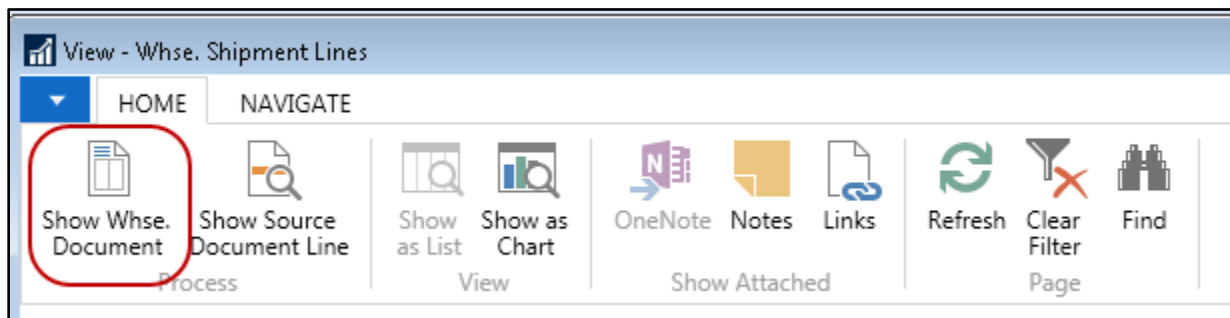 View - Whse. Shipment Lines
HOME NAVIGATE
Show Whse. Document
Show Source Document Line
Show as List
Show as Chart
OneNote
Notes
Links
Refresh
Clear Filter
Find
Process
View
Show Attached
Page